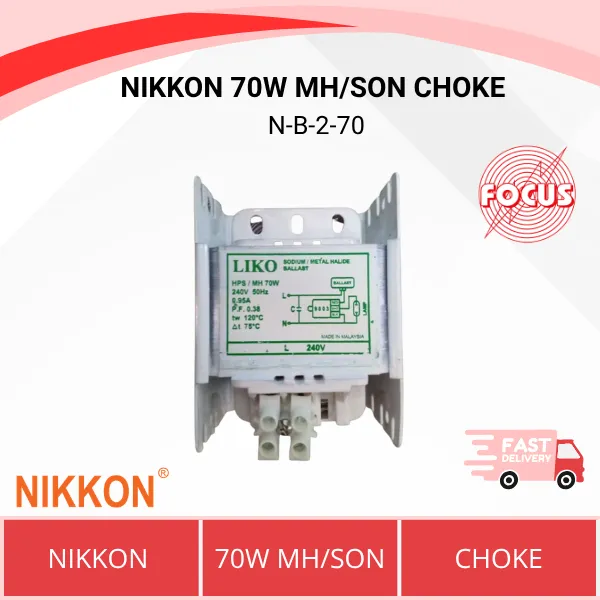 NIKKON 70W MH/SON CHOKE
N-B-2-70
FOCUS
LIKO
SODIUM / METAL HALIDE
BALLAST
HPS / MH 70W
240V 50Hz
0.95A
P.F. 0.38
tw 120°C
Δt 75°C
BALLAST
L
C
N
LAMP
MADE IN MALAYSIA
L 240V
FAST
DELIVERY
NIKKON®
NIKKON
70W MH/SON
CHOKE